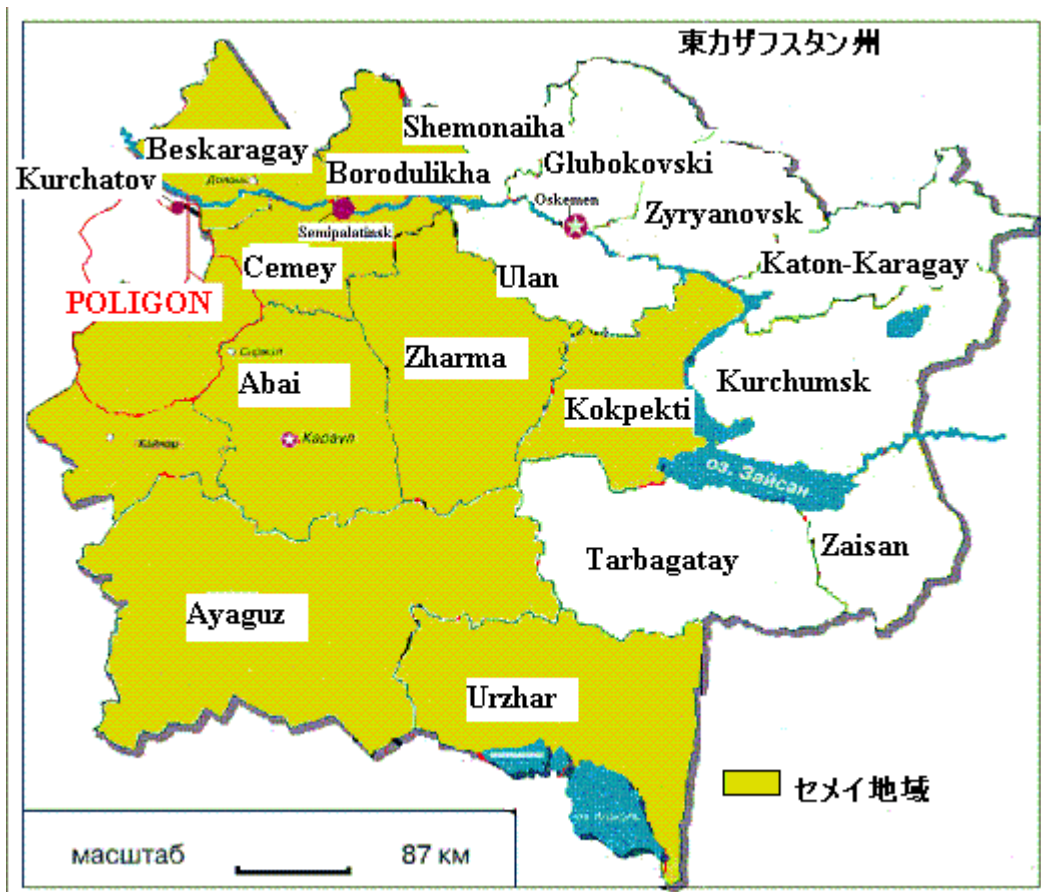 東カザフスタン州
Shemonaiha
Beskaragay
Glubokovski
Kurchatov
Borodulikha
Oskemen
Zyryanovsk
Semipalatinsk
Cemey
Ulan
Katon-Karagay
POLIGON
Zharma
Abai
Kurchumsk
Kokpekti
Караул
оз. Зайсан
Tarbagatay
Zaisan
Ayaguz
Urzhar
セメイ地域
масштаб 87 км